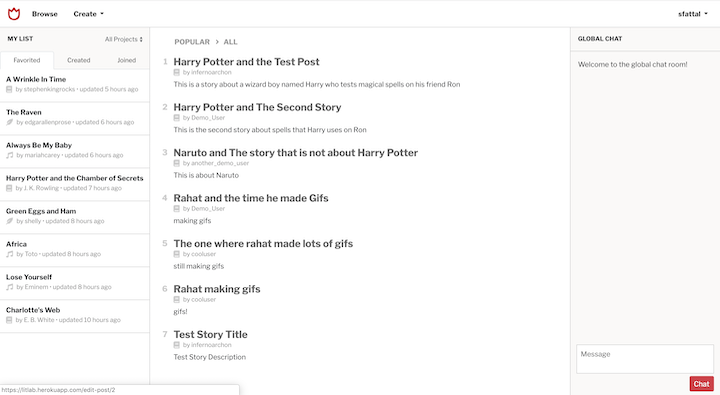 Browse
Create
sfattal
MY LIST
All Projects
Favorited
Created
Joined
A Wrinkle In Time
by stephenkingrocks • updated 5 hours ago
The Raven
by edgarallenprose • updated 6 hours ago
Always Be My Baby
by mariahcarey • updated 6 hours ago
Harry Potter and the Chamber of Secrets
by J. K. Rowling • updated 7 hours ago
Green Eggs and Ham
by shelly • updated 8 hours ago
Africa
by Toto • updated 8 hours ago
Lose Yourself
by Eminem • updated 8 hours ago
Charlotte's Web
by E. B. White • updated 10 hours ago
https://litlab.herokuapp.com/edit-post/2
POPULAR > ALL
1 Harry Potter and the Test Post
by infernoarchon
This is a story about a wizard boy named Harry who tests magical spells on his friend Ron
2 Harry Potter and The Second Story
by Demo_User
This is the second story about spells that Harry uses on Ron
3 Naruto and The story that is not about Harry Potter
by another_demo_user
This is about Naruto
4 Rahat and the time he made Gifs
by Demo_User
making gifs
5 The one where rahat made lots of gifs
by cooluser
still making gifs
6 Rahat making gifs
by cooluser
gifs!
7 Test Story Title
by infernoarchon
Test Story Description
GLOBAL CHAT
Welcome to the global chat room!
Message
Chat